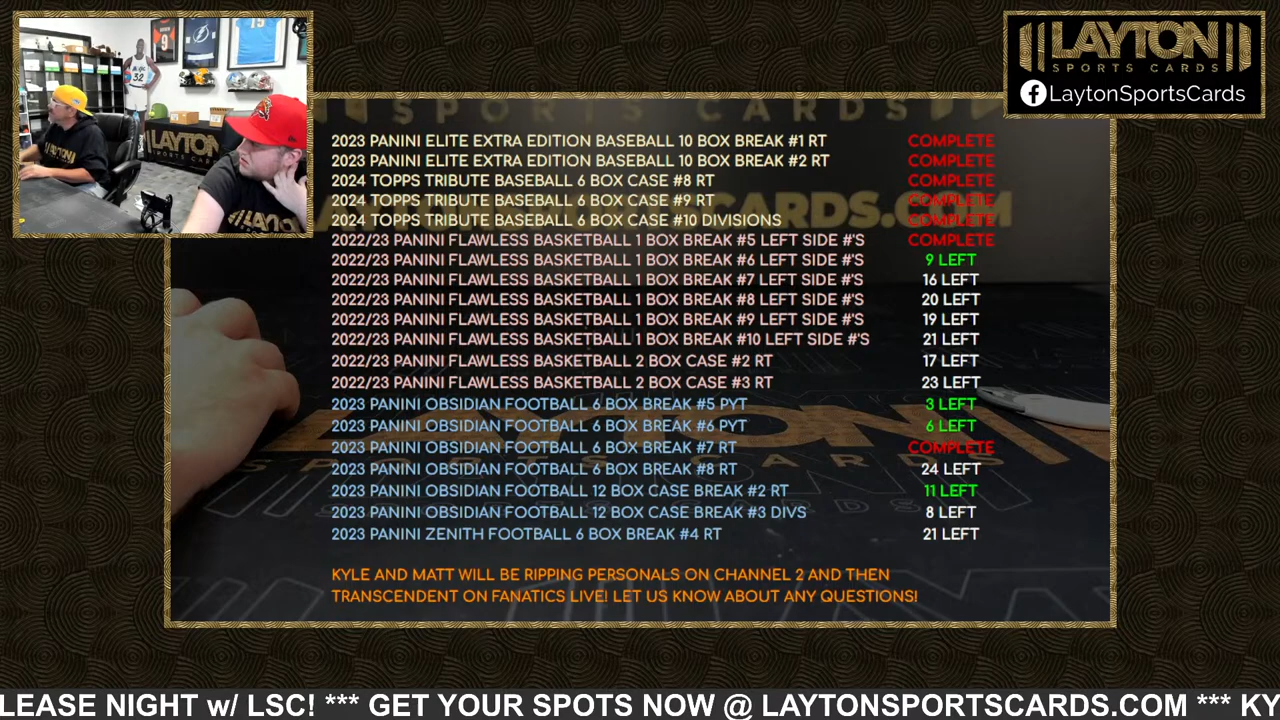 LAYTON
SPORTS CARDS
LaytonSportsCards
SPORTS CARDS
2023 PANINI ELITE EXTRA EDITION BASEBALL 10 BOX BREAK #1 RT COMPLETE
2023 PANINI ELITE EXTRA EDITION BASEBALL 10 BOX BREAK #2 RT COMPLETE
2024 TOPPS TRIBUTE BASEBALL 6 BOX CASE #8 RT COMPLETE
2024 TOPPS TRIBUTE BASEBALL 6 BOX CASE #9 RT COMPLETE
2024 TOPPS TRIBUTE BASEBALL 6 BOX CASE #10 DIVISIONS COMPLETE
2022/23 PANINI FLAWLESS BASKETBALL 1 BOX BREAK #5 LEFT SIDE #'S COMPLETE
2022/23 PANINI FLAWLESS BASKETBALL 1 BOX BREAK #6 LEFT SIDE #'S 9 LEFT
2022/23 PANINI FLAWLESS BASKETBALL 1 BOX BREAK #7 LEFT SIDE #'S 16 LEFT
2022/23 PANINI FLAWLESS BASKETBALL 1 BOX BREAK #8 LEFT SIDE #'S 20 LEFT
2022/23 PANINI FLAWLESS BASKETBALL 1 BOX BREAK #9 LEFT SIDE #'S 19 LEFT
2022/23 PANINI FLAWLESS BASKETBALL 1 BOX BREAK #10 LEFT SIDE #'S 21 LEFT
2022/23 PANINI FLAWLESS BASKETBALL 2 BOX CASE #2 RT 17 LEFT
2022/23 PANINI FLAWLESS BASKETBALL 2 BOX CASE #3 RT 23 LEFT
2023 PANINI OBSIDIAN FOOTBALL 6 BOX BREAK #5 PYT 3 LEFT
2023 PANINI OBSIDIAN FOOTBALL 6 BOX BREAK #6 PYT 6 LEFT
2023 PANINI OBSIDIAN FOOTBALL 6 BOX BREAK #7 RT COMPLETE
2023 PANINI OBSIDIAN FOOTBALL 6 BOX BREAK #8 RT 24 LEFT
2023 PANINI OBSIDIAN FOOTBALL 12 BOX CASE BREAK #2 RT 11 LEFT
2023 PANINI OBSIDIAN FOOTBALL 12 BOX CASE BREAK #3 DIVS 8 LEFT
2023 PANINI ZENITH FOOTBALL 6 BOX BREAK #4 RT 21 LEFT
KYLE AND MATT WILL BE RIPPING PERSONALS ON CHANNEL 2 AND THEN
TRANSCENDENT ON FANATICS LIVE! LET US KNOW ABOUT ANY QUESTIONS!
LEASE NIGHT w/ LSC! *** GET YOUR SPOTS NOW @ LAYTONSPORTSCARDS.COM *** KY